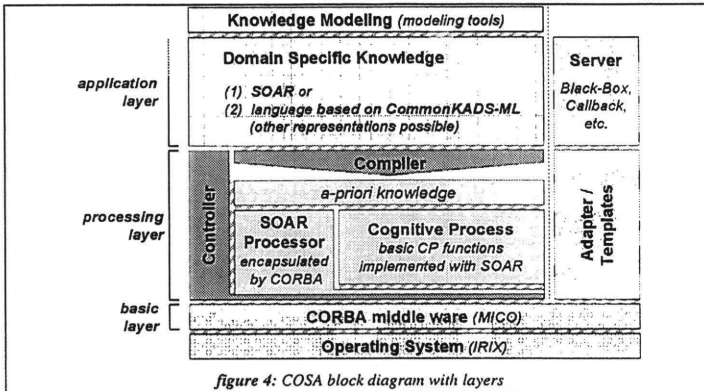 Knowledge Modeling (modeling tools)
application
layer
Domain Specific Knowledge
(1) SOAR or
(2) language based on CommonKADS-ML
(other representations possible)
Server
Black-Box,
Callback,
etc.
processing
layer
Controller
Compiler
a-priori knowledge
SOAR
Processor
encapsulated
by CORBA
Cognitive Process
basic CP functions
implemented with SOAR
Adapter /
Templates
basic
layer
CORBA middle ware (MICO)
Operating System (IRIX)
figure 4: COSA block diagram with layers